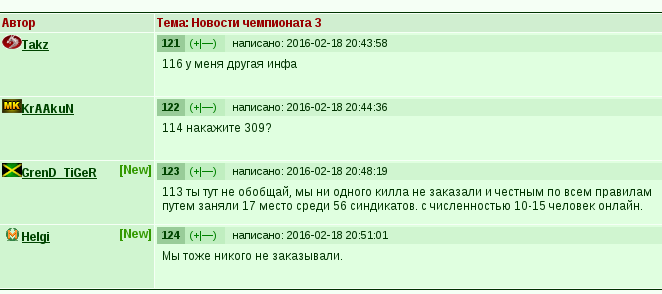 Автор Тема: Новости чемпионата 3
Takz 121 (+|—) написано: 2016-02-18 20:43:58
116 у меня другая инфа
MK KrAAkuN 122 (+|—) написано: 2016-02-18 20:44:36
114 накажите 309?
GrenD_TiGeR [New] 123 (+|—) написано: 2016-02-18 20:48:19
113 ты тут не обобщай, мы ни одного килла не заказали и честным по всем правилам
путем заняли 17 место среди 56 синдикатов. с численностью 10-15 человек онлайн.
Helgi [New] 124 (+|—) написано: 2016-02-18 20:51:01
Мы тоже никого не заказывали.